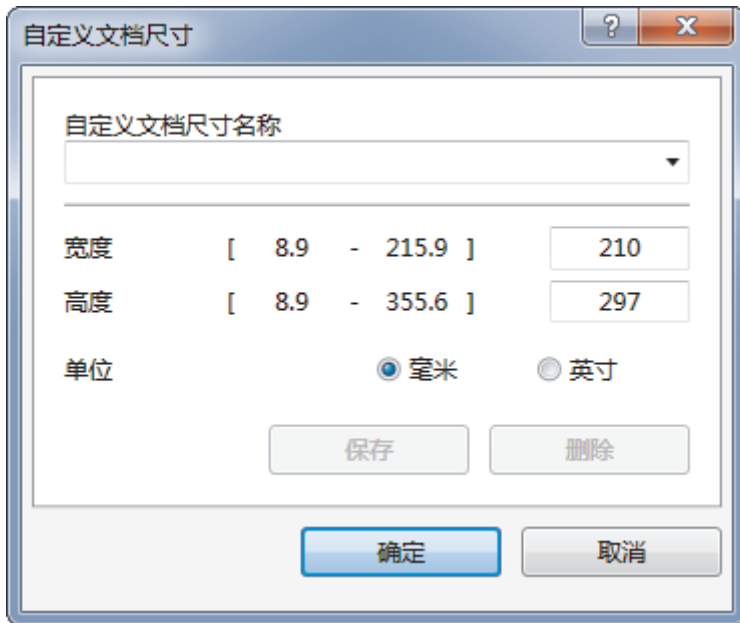 自定义文档尺寸
?
X
自定义文档尺寸名称
宽度 [ 8.9 - 215.9 ] 210
高度 [ 8.9 - 355.6 ] 297
单位 毫米 英寸
保存 删除
确定 取消